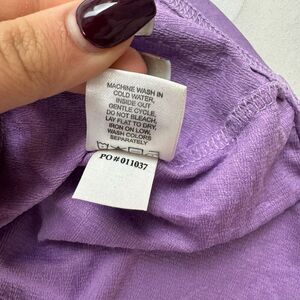 MACHINE WASH IN
COLD WATER,
INSIDE OUT
GENTLE CYCLE,
DO NOT BLEACH,
LAY FLAT TO DRY,
IRON ON LOW,
WASH COLORS
SEPARATELY
PO # 011037